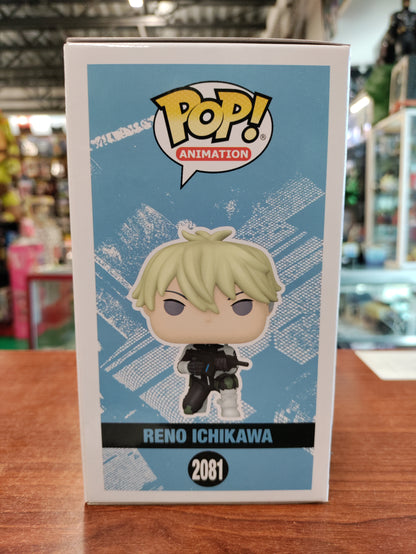 POP!
®
ANIMATION
RENO ICHIKAWA
2081